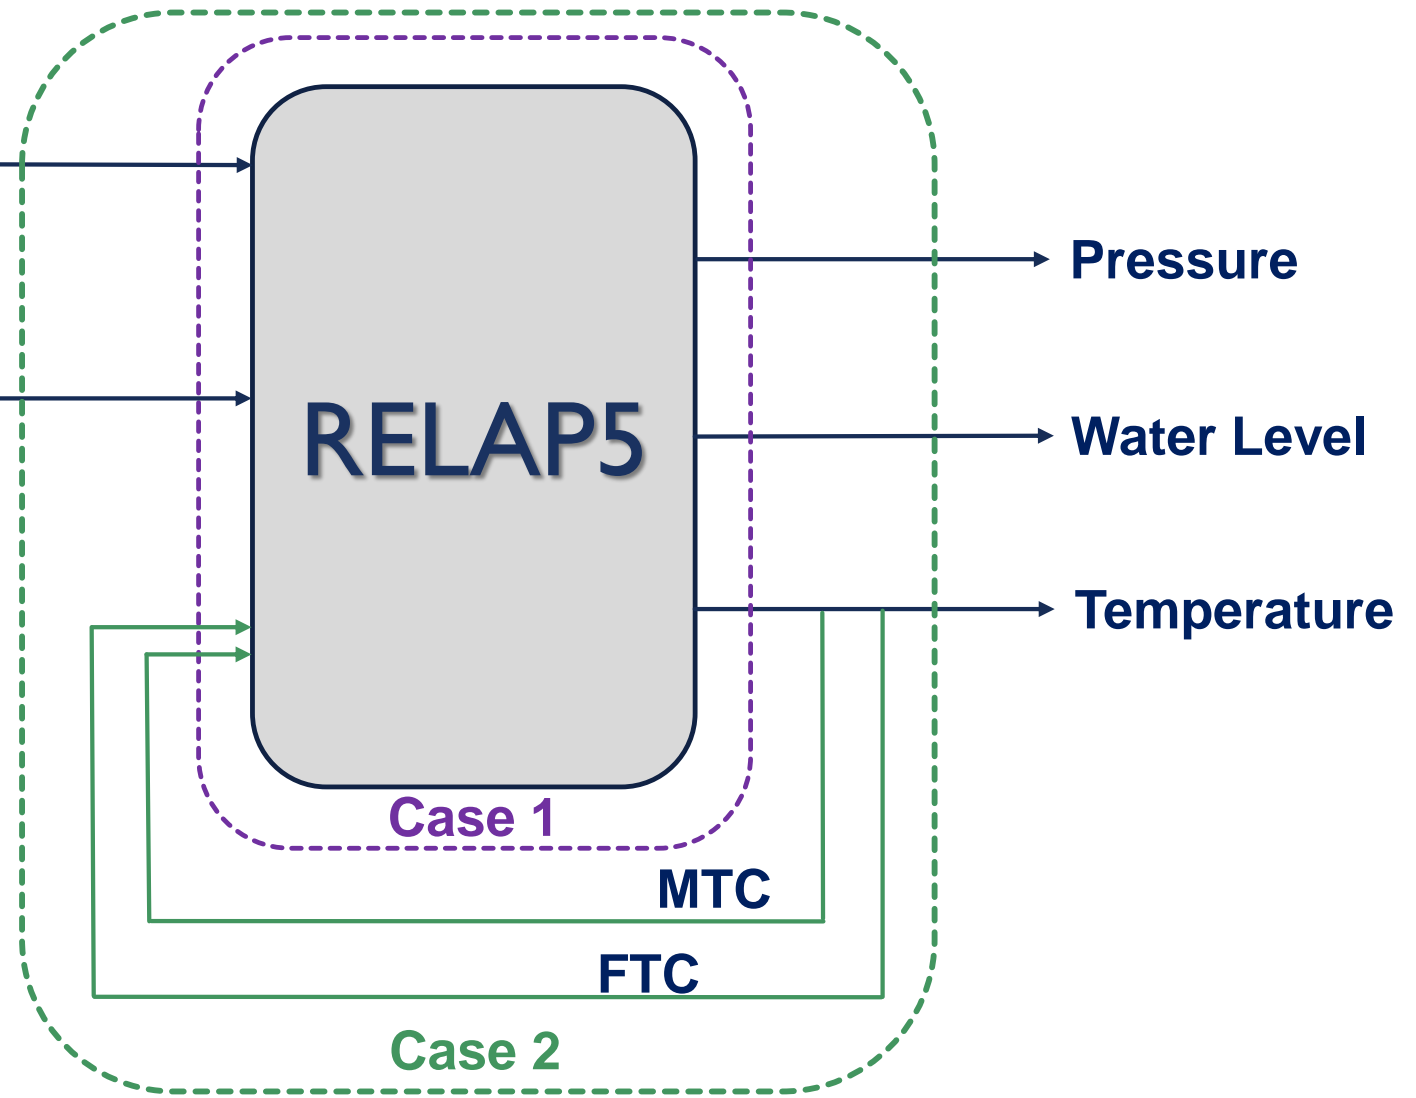 Pressure
RELAP5
Water Level
Temperature
Case 1
MTC
FTC
Case 2